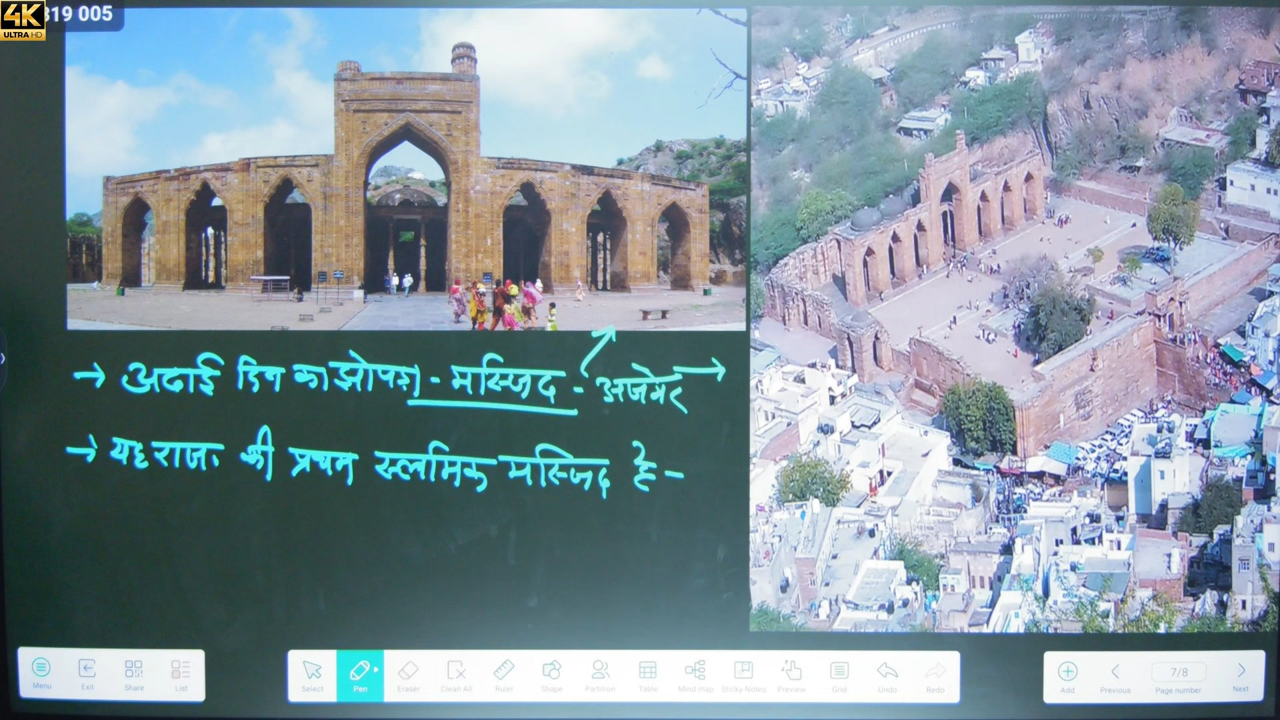 4K
ULTRA HD
319 005
→ अढाई दिन का झोपडा - मस्जिद - अजमेर →
→ यह राज. की प्रथम स्लामिक मस्जिद है -
Menu
Exit
Share
List
Select
Pen
Eraser
Clean All
Ruler
Shape
Partition
Table
Mind map
Sticky Notes
Preview
Grid
Undo
Redo
Add
Previous
7/8
Page number
Next